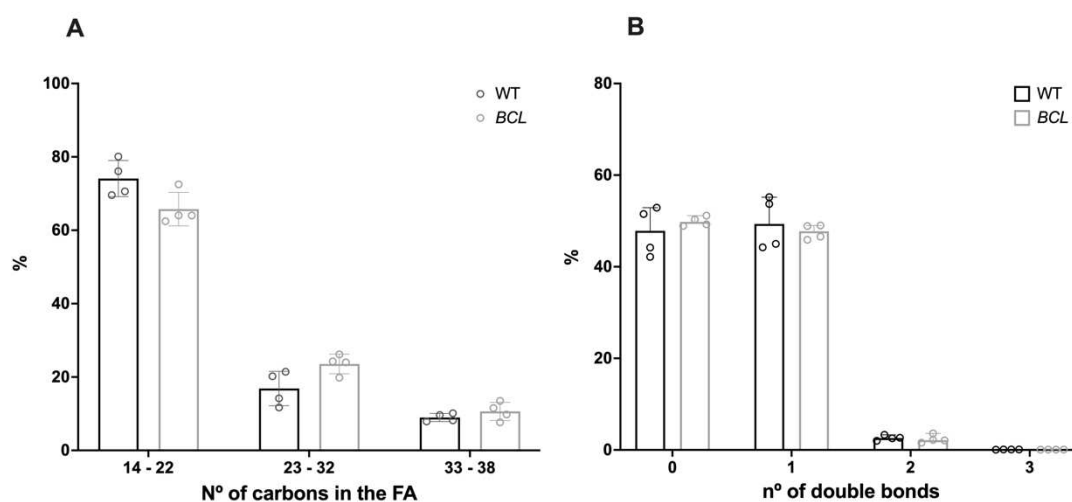 A
100
80
60
40
20
0
%
WT
BCL
14 - 22
23 - 32
33 - 38
Nº of carbons in the FA
B
80
60
40
20
0
%
WT
BCL
0
1
2
3
nº of double bonds